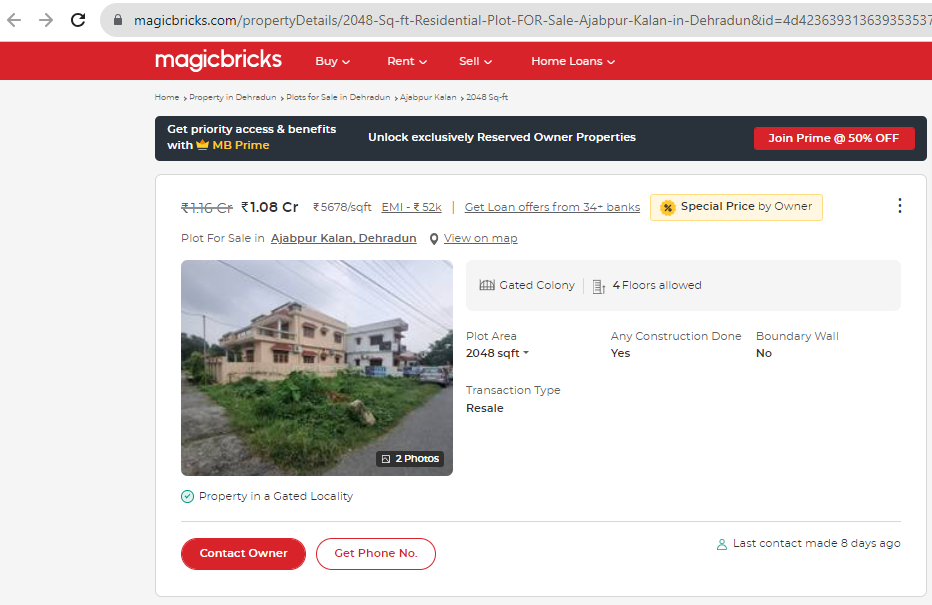 magicbricks.com/propertyDetails/2048-Sq-ft-Residential-Plot-FOR-Sale-Ajabpur-Kalan-in-Dehradun&id=4d423639313639353537
magicbricks
Buy Rent Sell Home Loans
Home > Property in Dehradun > Plots for Sale in Dehradun > Ajabpur Kalan > 2048 Sq-ft
Get priority access & benefits
with MB Prime
Unlock exclusively Reserved Owner Properties
Join Prime @ 50% OFF
₹1.16 Cr ₹1.08 Cr ₹5678/sqft EMI - ₹ 52k | Get Loan offers from 34+ banks Special Price by Owner
Plot For Sale in Ajabpur Kalan, Dehradun View on map
Gated Colony 4 Floors allowed
Plot Area Any Construction Done Boundary Wall
2048 sqft Yes No
Transaction Type
Resale
2 Photos
Property in a Gated Locality
Contact Owner Get Phone No. Last contact made 8 days ago